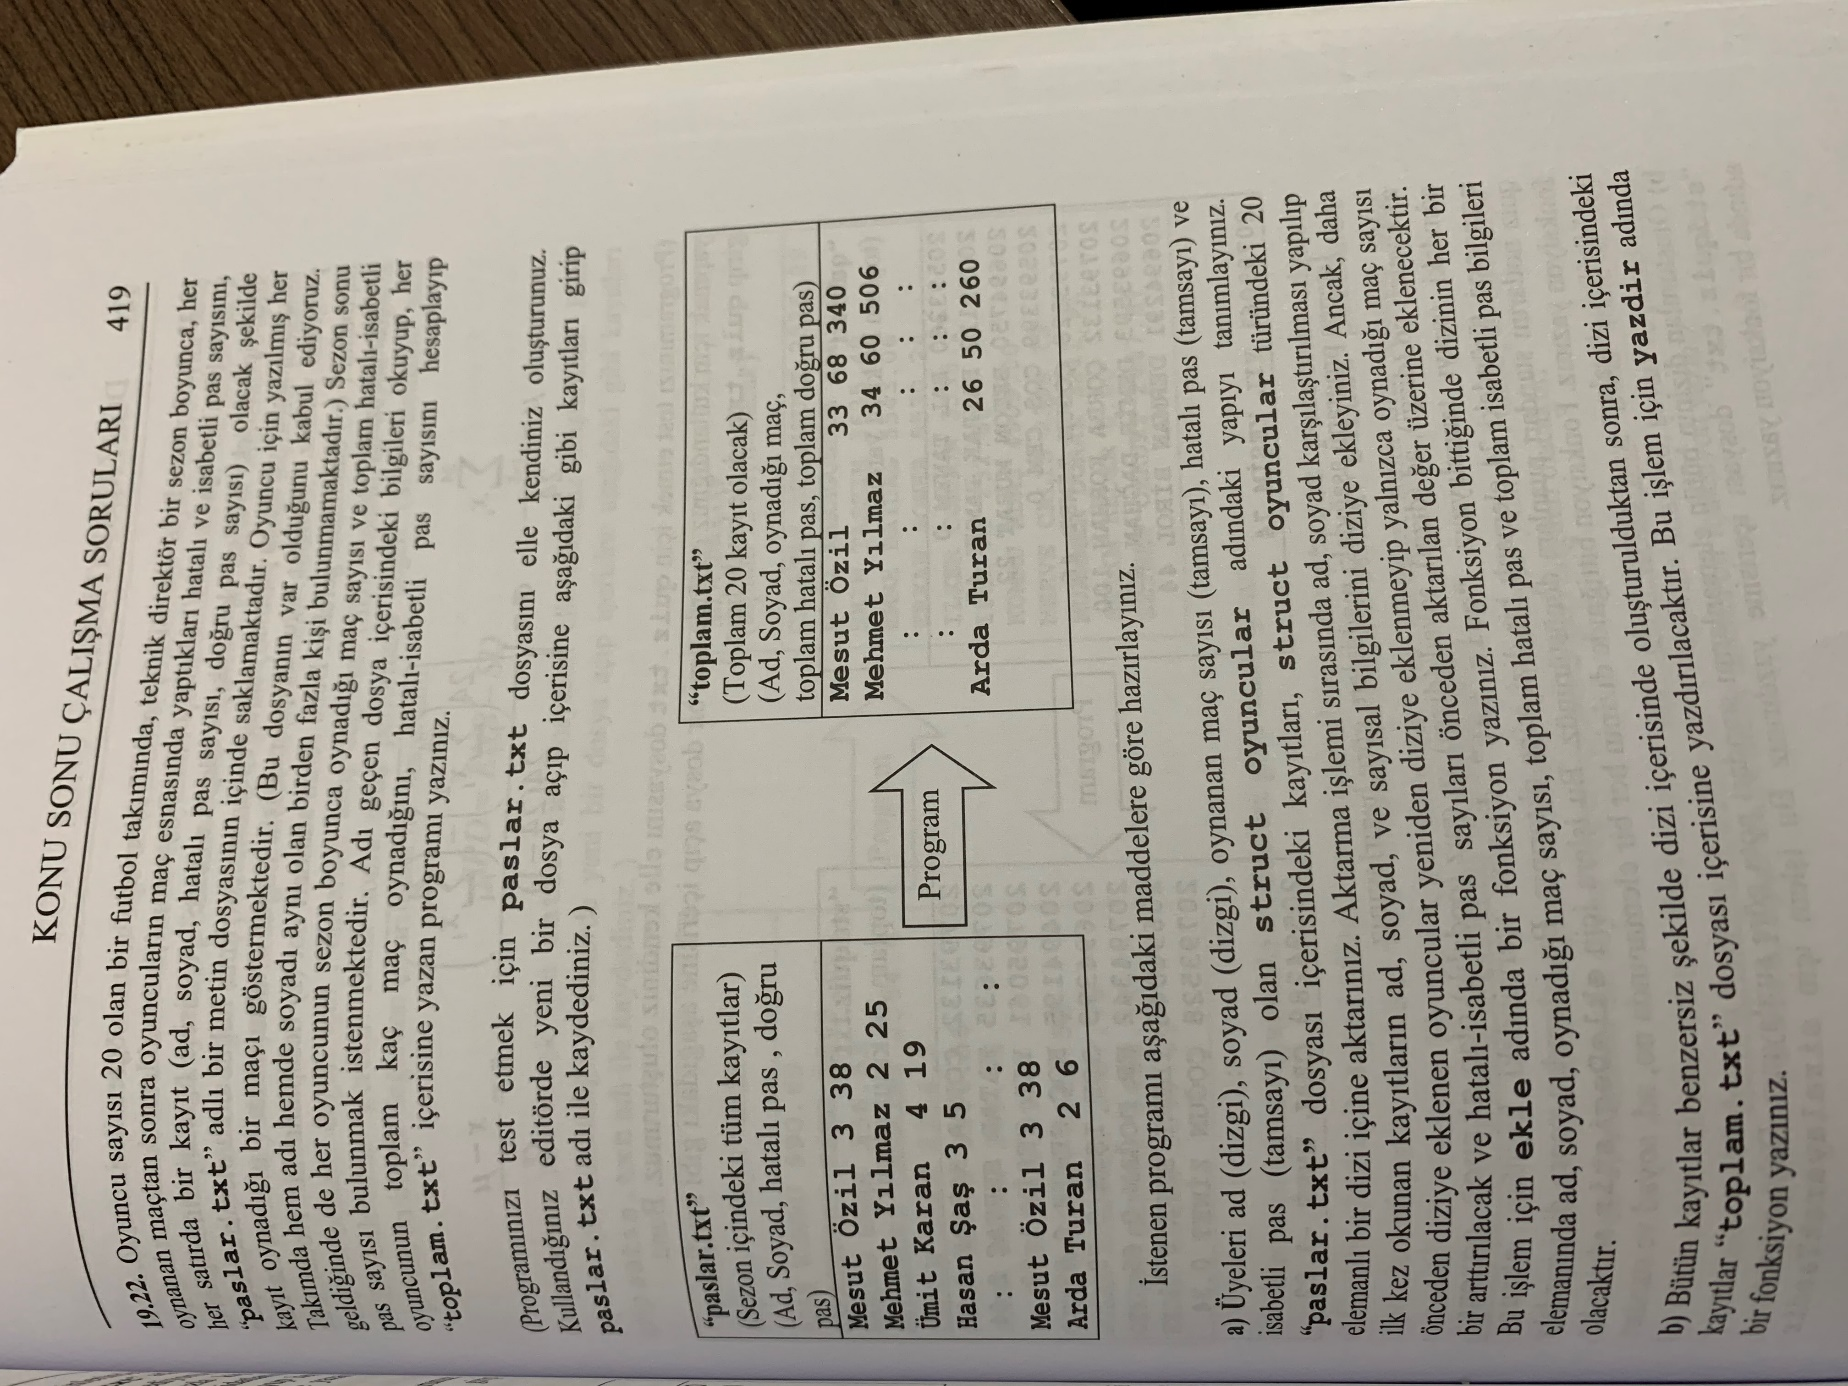 KONU SONU ÇALIŞMA SORULARI 419
19.22. Oyuncu sayısı 20 olan bir futbol takımında, teknik direktör bir sezon boyunca, her
oynanan maçtan sonra oyuncuların maç esnasında yaptıkları hatalı ve isabetli pas sayısını,
her satırda bir kayıt (ad, soyad, hatalı pas sayısı, doğru pas sayısı) olacak şekilde
“paslar.txt” adlı bir metin dosyasının içinde saklamaktadır. Oyuncu için yazılmış her
kayıt oynadığı bir maçı göstermektedir. (Bu dosyanın var olduğunu kabul ediyoruz.
Takımda hem adı hemde soyadı aynı olan birden fazla kişi bulunmamaktadır.) Sezon sonu
geldiğinde de her oyuncunun sezon boyunca oynadığı maç sayısı ve toplam hatalı-isabetli
pas sayısı bulunmak istenmektedir. Adı geçen dosya içerisindeki bilgileri okuyup, her
oyuncunun toplam kaç maç oynadığını, hatalı-isabetli pas sayısını hesaplayıp
“toplam.txt” içerisine yazan programı yazınız.
(Programınızı test etmek için paslar.txt dosyasını elle kendiniz oluşturunuz.
Kullandığınız editörde yeni bir dosya açıp içerisine aşağıdaki gibi kayıtları girip
paslar.txt adı ile kaydediniz. )
“paslar.txt”
(Sezon içindeki tüm kayıtlar)
(Ad, Soyad, hatalı pas , doğru
pas)
Mesut Özil 3 38
Mehmet Yılmaz 2 25
Ümit Karan 4 19
Hasan Şaş 3 5
: : : :
Mesut Özil 3 38
Arda Turan 2 6
Program
“toplam.txt”
(Toplam 20 kayıt olacak)
(Ad, Soyad, oynadığı maç,
toplam hatalı pas, toplam doğru pas)
Mesut Özil 33 68 340
Mehmet Yılmaz 34 60 506
: : : : :
: : : : :
Arda Turan 26 50 260
İstenen programı aşağıdaki maddelere göre hazırlayınız.
a) Üyeleri ad (dizgi), soyad (dizgi), oynanan maç sayısı (tamsayı), hatalı pas (tamsayı) ve
isabetli pas (tamsayı) olan struct oyuncular adındaki yapıyı tanımlayınız.
“paslar.txt” dosyası içerisindeki kayıtları, struct oyuncular türündeki 20
elemanlı bir dizi içine aktarınız. Aktarma işlemi sırasında ad, soyad karşılaştırılması yapılıp
ilk kez okunan kayıtların ad, soyad, ve sayısal bilgilerini diziye ekleyiniz. Ancak, daha
önceden diziye eklenen oyuncular yeniden diziye eklenmeyip yalnızca oynadığı maç sayısı
bir arttırılacak ve hatalı-isabetli pas sayıları önceden aktarılan değer üzerine eklenecektir.
Bu işlem için ekle adında bir fonksiyon yazınız. Fonksiyon bittiğinde dizinin her bir
elemanında ad, soyad, oynadığı maç sayısı, toplam hatalı pas ve toplam isabetli pas bilgileri
olacaktır.
b) Bütün kayıtlar benzersiz şekilde dizi içerisinde oluşturulduktan sonra, dizi içerisindeki
kayıtlar “toplam.txt” dosyası içerisine yazdırılacaktır. Bu işlem için yazdir adında
bir fonksiyon yazınız.